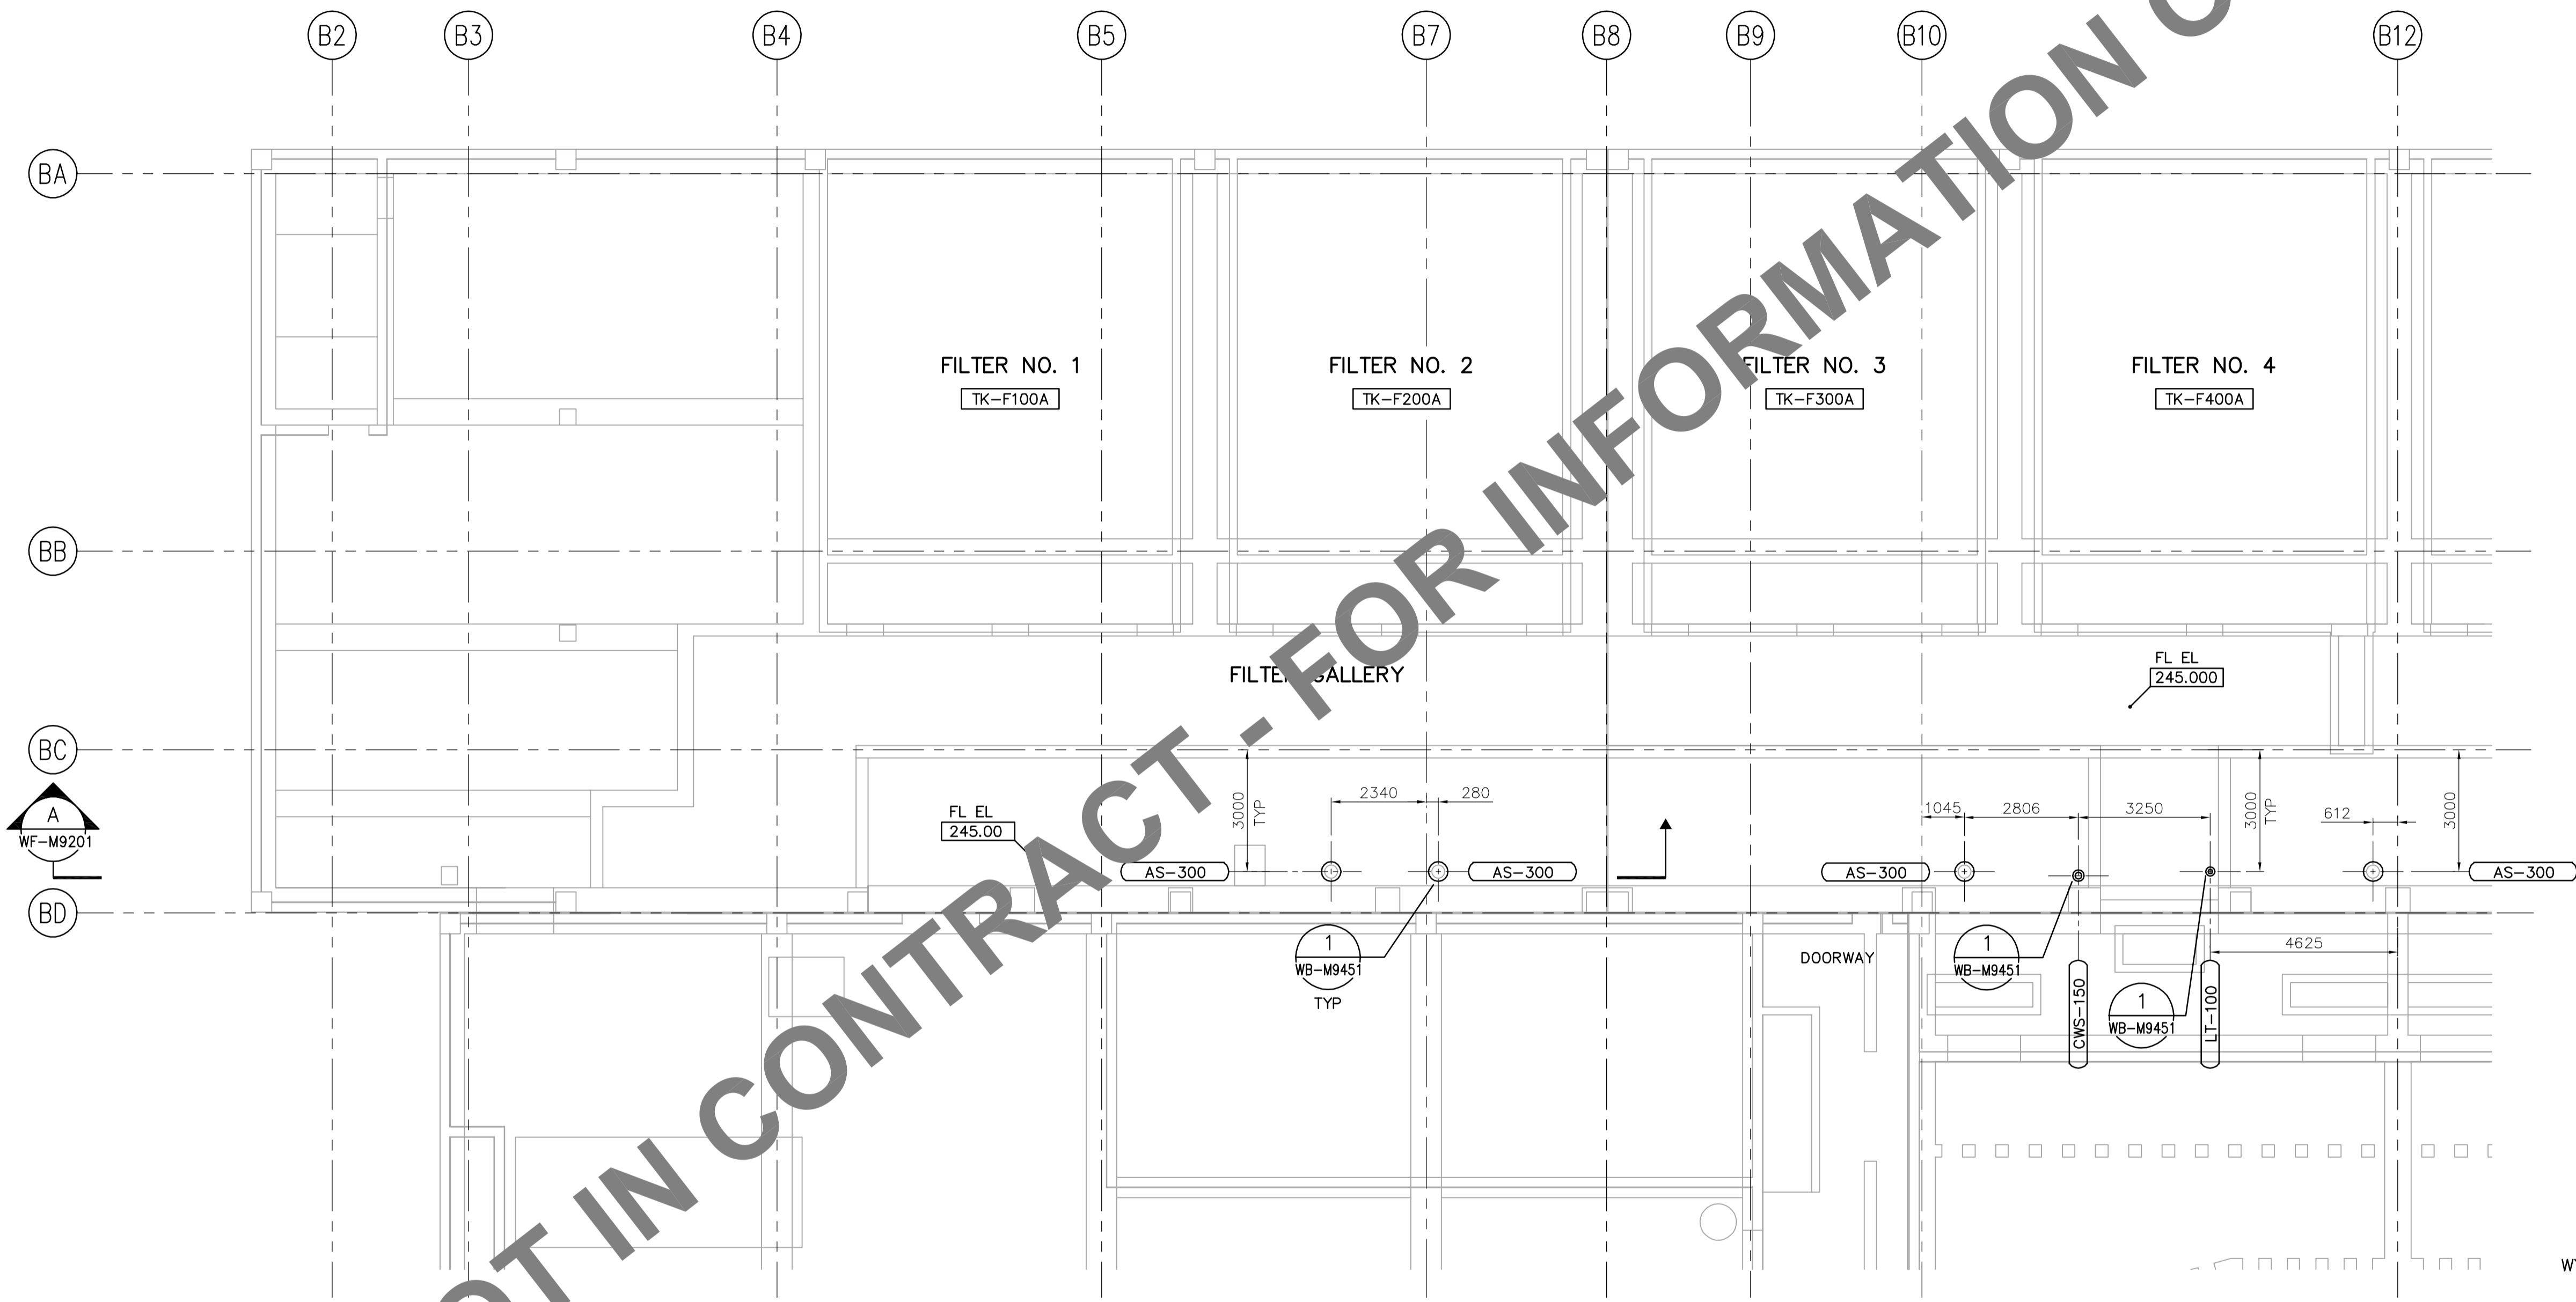 B2 B3 B4 B5 B7 B8 B9 B10 B12
BA
FILTER NO. 1
TK-F100A
FILTER NO. 2
TK-F200A
FILTER NO. 3
TK-F300A
FILTER NO. 4
TK-F400A
BB
FILTER GALLERY
FL EL
245.000
BC
A
WF-M9201
FL EL
245.00
3000
TYP
2340
280
1045
2806
3250
3000
TYP
612
3000
AS-300
AS-300
AS-300
AS-300
BD
1
WB-M9451
TYP
DOORWAY
1
WB-M9451
CWS-150
1
WB-M9451
LT-100
4625
IN CONTRACT - FOR INFORMATION